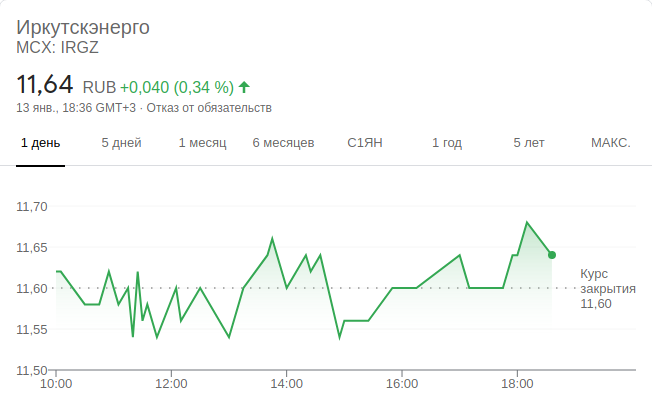 Иркутскэнерго
MCX: IRGZ
11,64 RUB +0,040 (0,34 %)
13 янв., 18:36 GMT+3 · Отказ от обязательств
1 день 5 дней 1 месяц 6 месяцев С1ЯН 1 год 5 лет МАКС.
11,70
11,65
11,60
11,55
11,50
Курс
закрытия
11,60
10:00 12:00 14:00 16:00 18:00